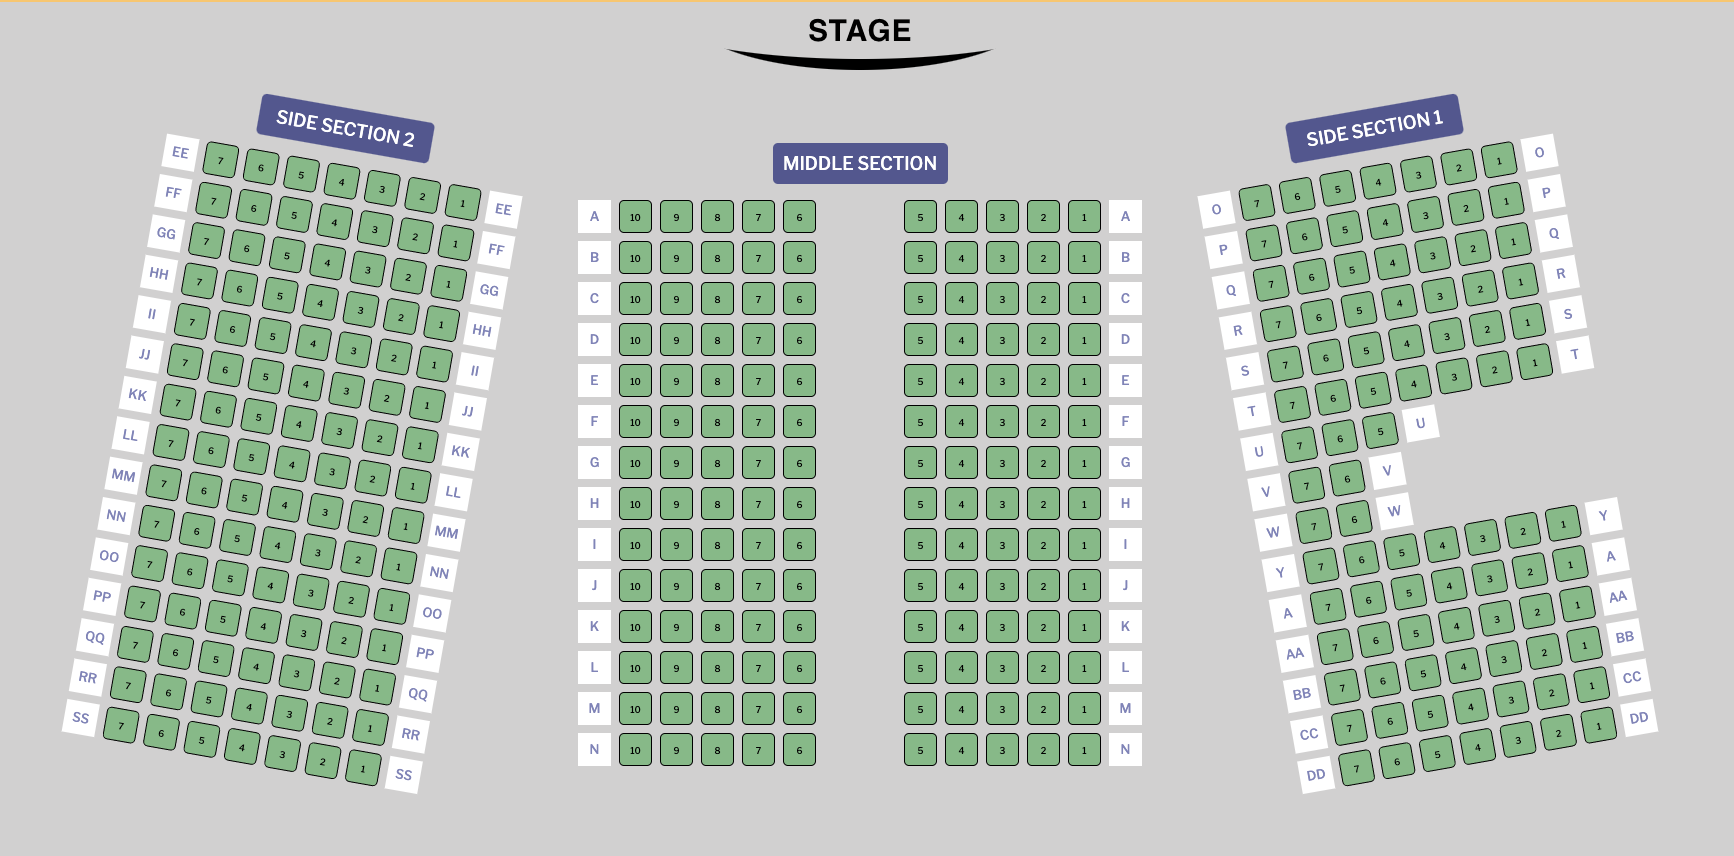 STAGE
SIDE SECTION 2
MIDDLE SECTION
SIDE SECTION 1
EE 7 6 5 4 3 2 1 EE
FF 7 6 5 4 3 2 1 FF
GG 7 6 5 4 3 2 1 GG
HH 7 6 5 4 3 2 1 HH
II 7 6 5 4 3 2 1 II
JJ 7 6 5 4 3 2 1 JJ
KK 7 6 5 4 3 2 1 KK
LL 7 6 5 4 3 2 1 LL
MM 7 6 5 4 3 2 1 MM
NN 7 6 5 4 3 2 1 NN
OO 7 6 5 4 3 2 1 OO
PP 7 6 5 4 3 2 1 PP
QQ 7 6 5 4 3 2 1 QQ
RR 7 6 5 4 3 2 1 RR
SS 7 6 5 4 3 2 1 SS
A 10 9 8 7 6 5 4 3 2 1 A
B 10 9 8 7 6 5 4 3 2 1 B
C 10 9 8 7 6 5 4 3 2 1 C
D 10 9 8 7 6 5 4 3 2 1 D
E 10 9 8 7 6 5 4 3 2 1 E
F 10 9 8 7 6 5 4 3 2 1 F
G 10 9 8 7 6 5 4 3 2 1 G
H 10 9 8 7 6 5 4 3 2 1 H
I 10 9 8 7 6 5 4 3 2 1 I
J 10 9 8 7 6 5 4 3 2 1 J
K 10 9 8 7 6 5 4 3 2 1 K
L 10 9 8 7 6 5 4 3 2 1 L
M 10 9 8 7 6 5 4 3 2 1 M
N 10 9 8 7 6 5 4 3 2 1 N
O 7 6 5 4 3 2 1 O
P 7 6 5 4 3 2 1 P
Q 7 6 5 4 3 2 1 Q
R 7 6 5 4 3 2 1 R
S 7 6 5 4 3 2 1 S
T 7 6 5 4 3 2 1 T
U 7 6 5 U
V 7 6 V
W 7 6 W
Y 7 6 5 4 3 2 1 Y
A 7 6 5 4 3 2 1 A
AA 7 6 5 4 3 2 1 AA
BB 7 6 5 4 3 2 1 BB
CC 7 6 5 4 3 2 1 CC
DD 7 6 5 4 3 2 1 DD